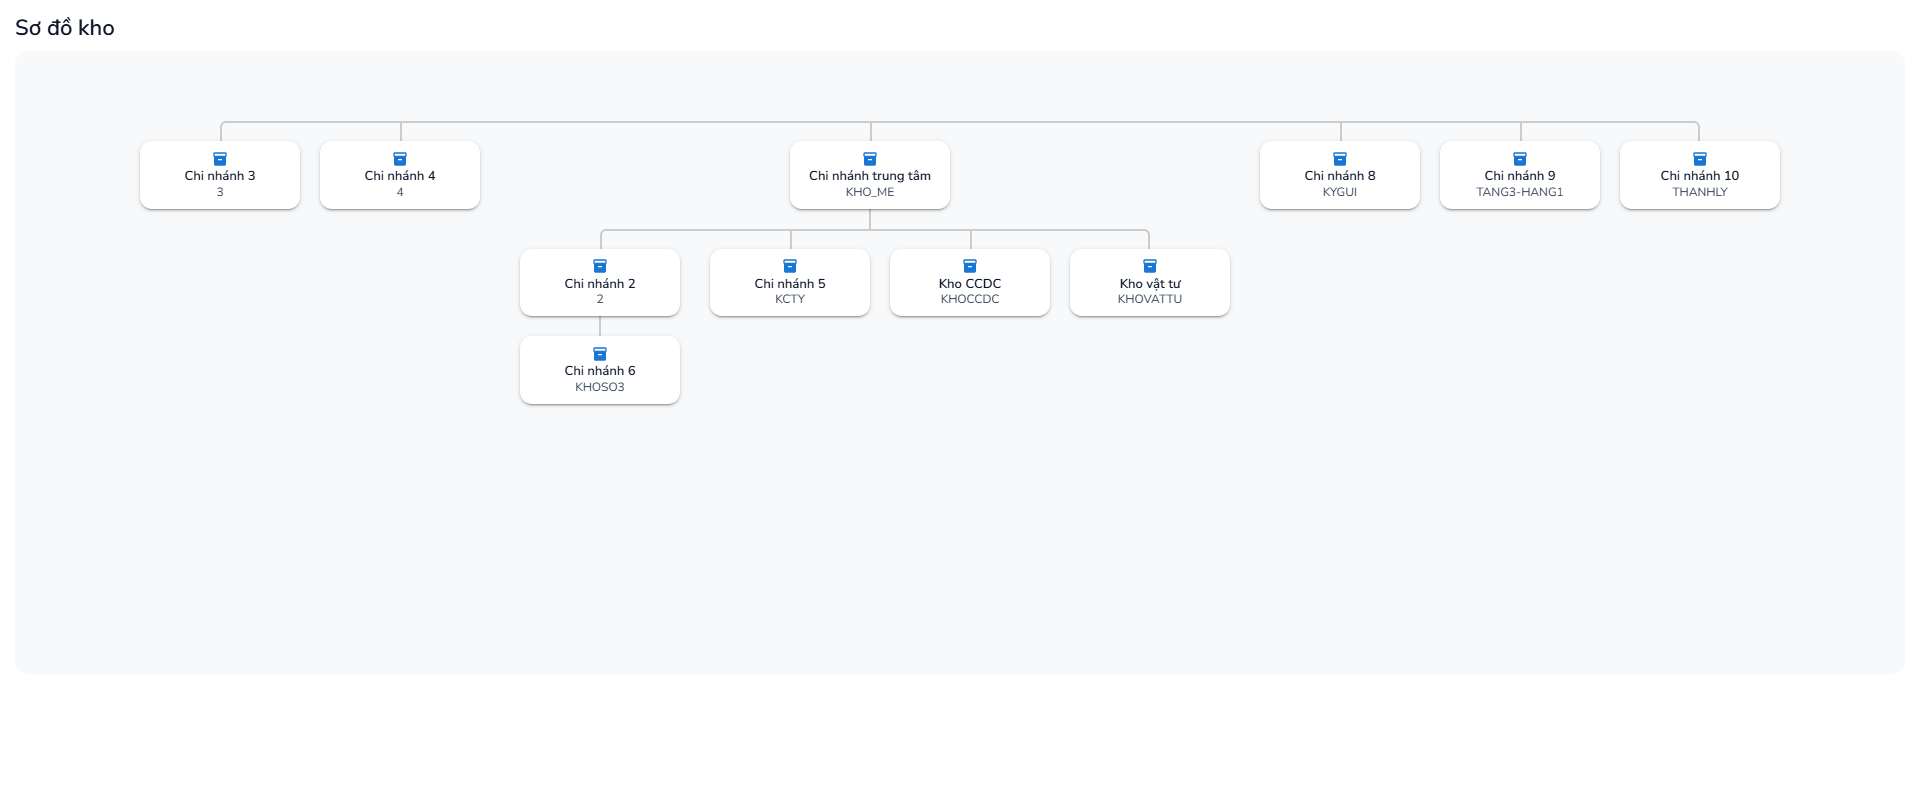 Sơ đồ kho
Chi nhánh 3
3
Chi nhánh 4
4
Chi nhánh trung tâm
KHO_ME
Chi nhánh 8
KYGUI
Chi nhánh 9
TANG3-HANG1
Chi nhánh 10
THANHLY
Chi nhánh 2
2
Chi nhánh 5
KCTY
Kho CCDC
KHOCCDC
Kho vật tư
KHOVATTU
Chi nhánh 6
KHOSO3